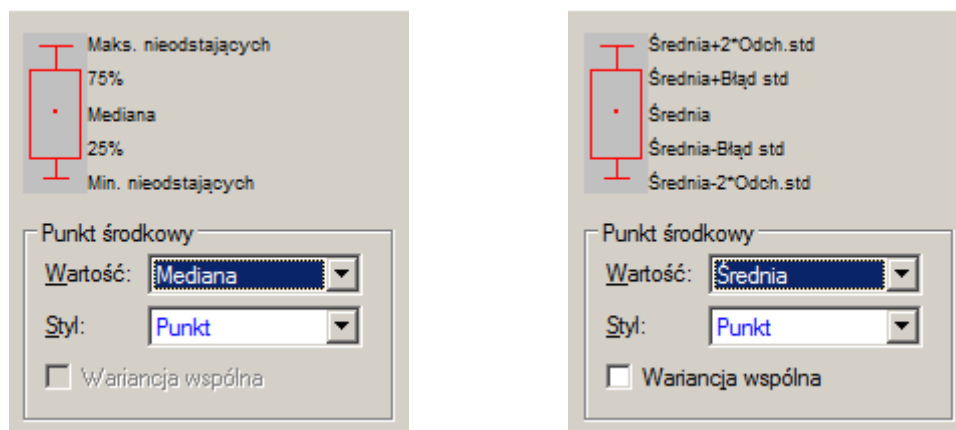 Maks. nieodstających
75%
Mediana
25%
Min. nieodstających
Punkt środkowy
Wartość: Mediana
Styl: Punkt
Wariancja wspólna
Średnia+2*Odch.std
Średnia+Błąd std
Średnia
Średnia-Błąd std
Średnia-2*Odch.std
Punkt środkowy
Wartość: Średnia
Styl: Punkt
Wariancja wspólna